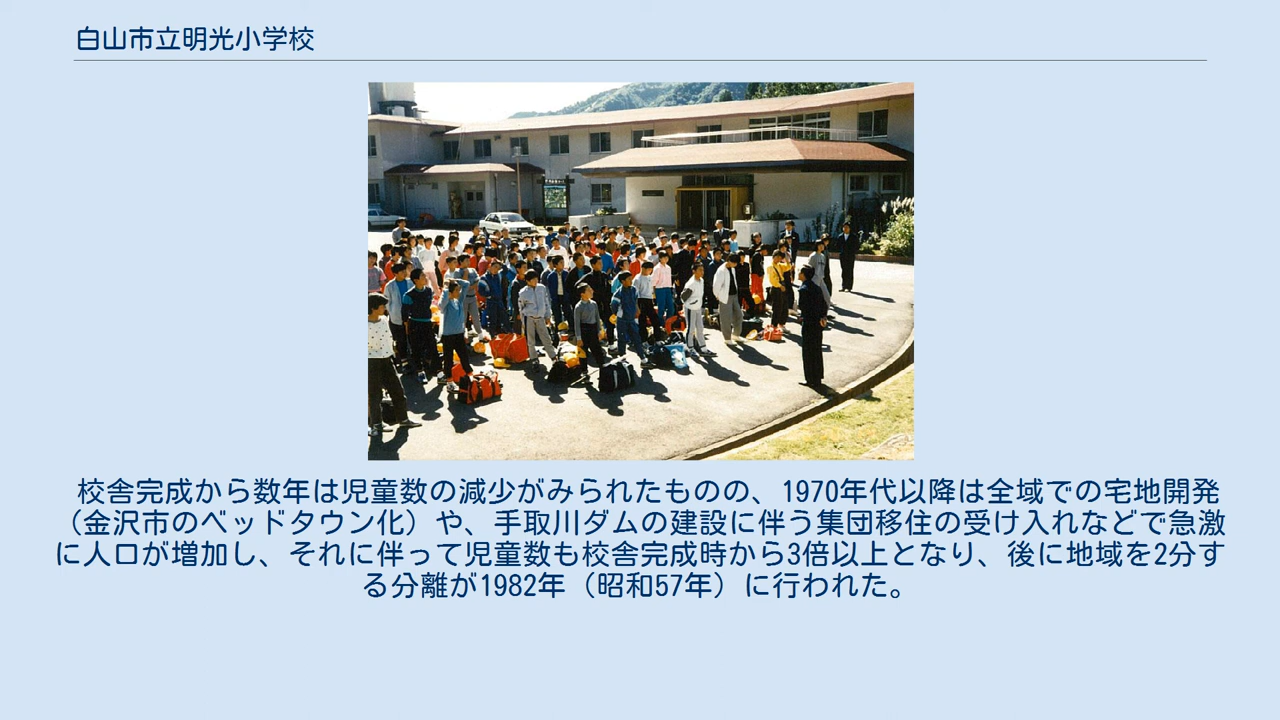 白山市立明光小学校
校舎完成から数年は児童数の減少がみられたものの、1970年代以降は全域での宅地開発
（金沢市のベッドタウン化）や、手取川ダムの建設に伴う集団移住の受け入れなどで急激
に人口が増加し、それに伴って児童数も校舎完成時から3倍以上となり、後に地域を2分す
る分離が1982年（昭和57年）に行われた。